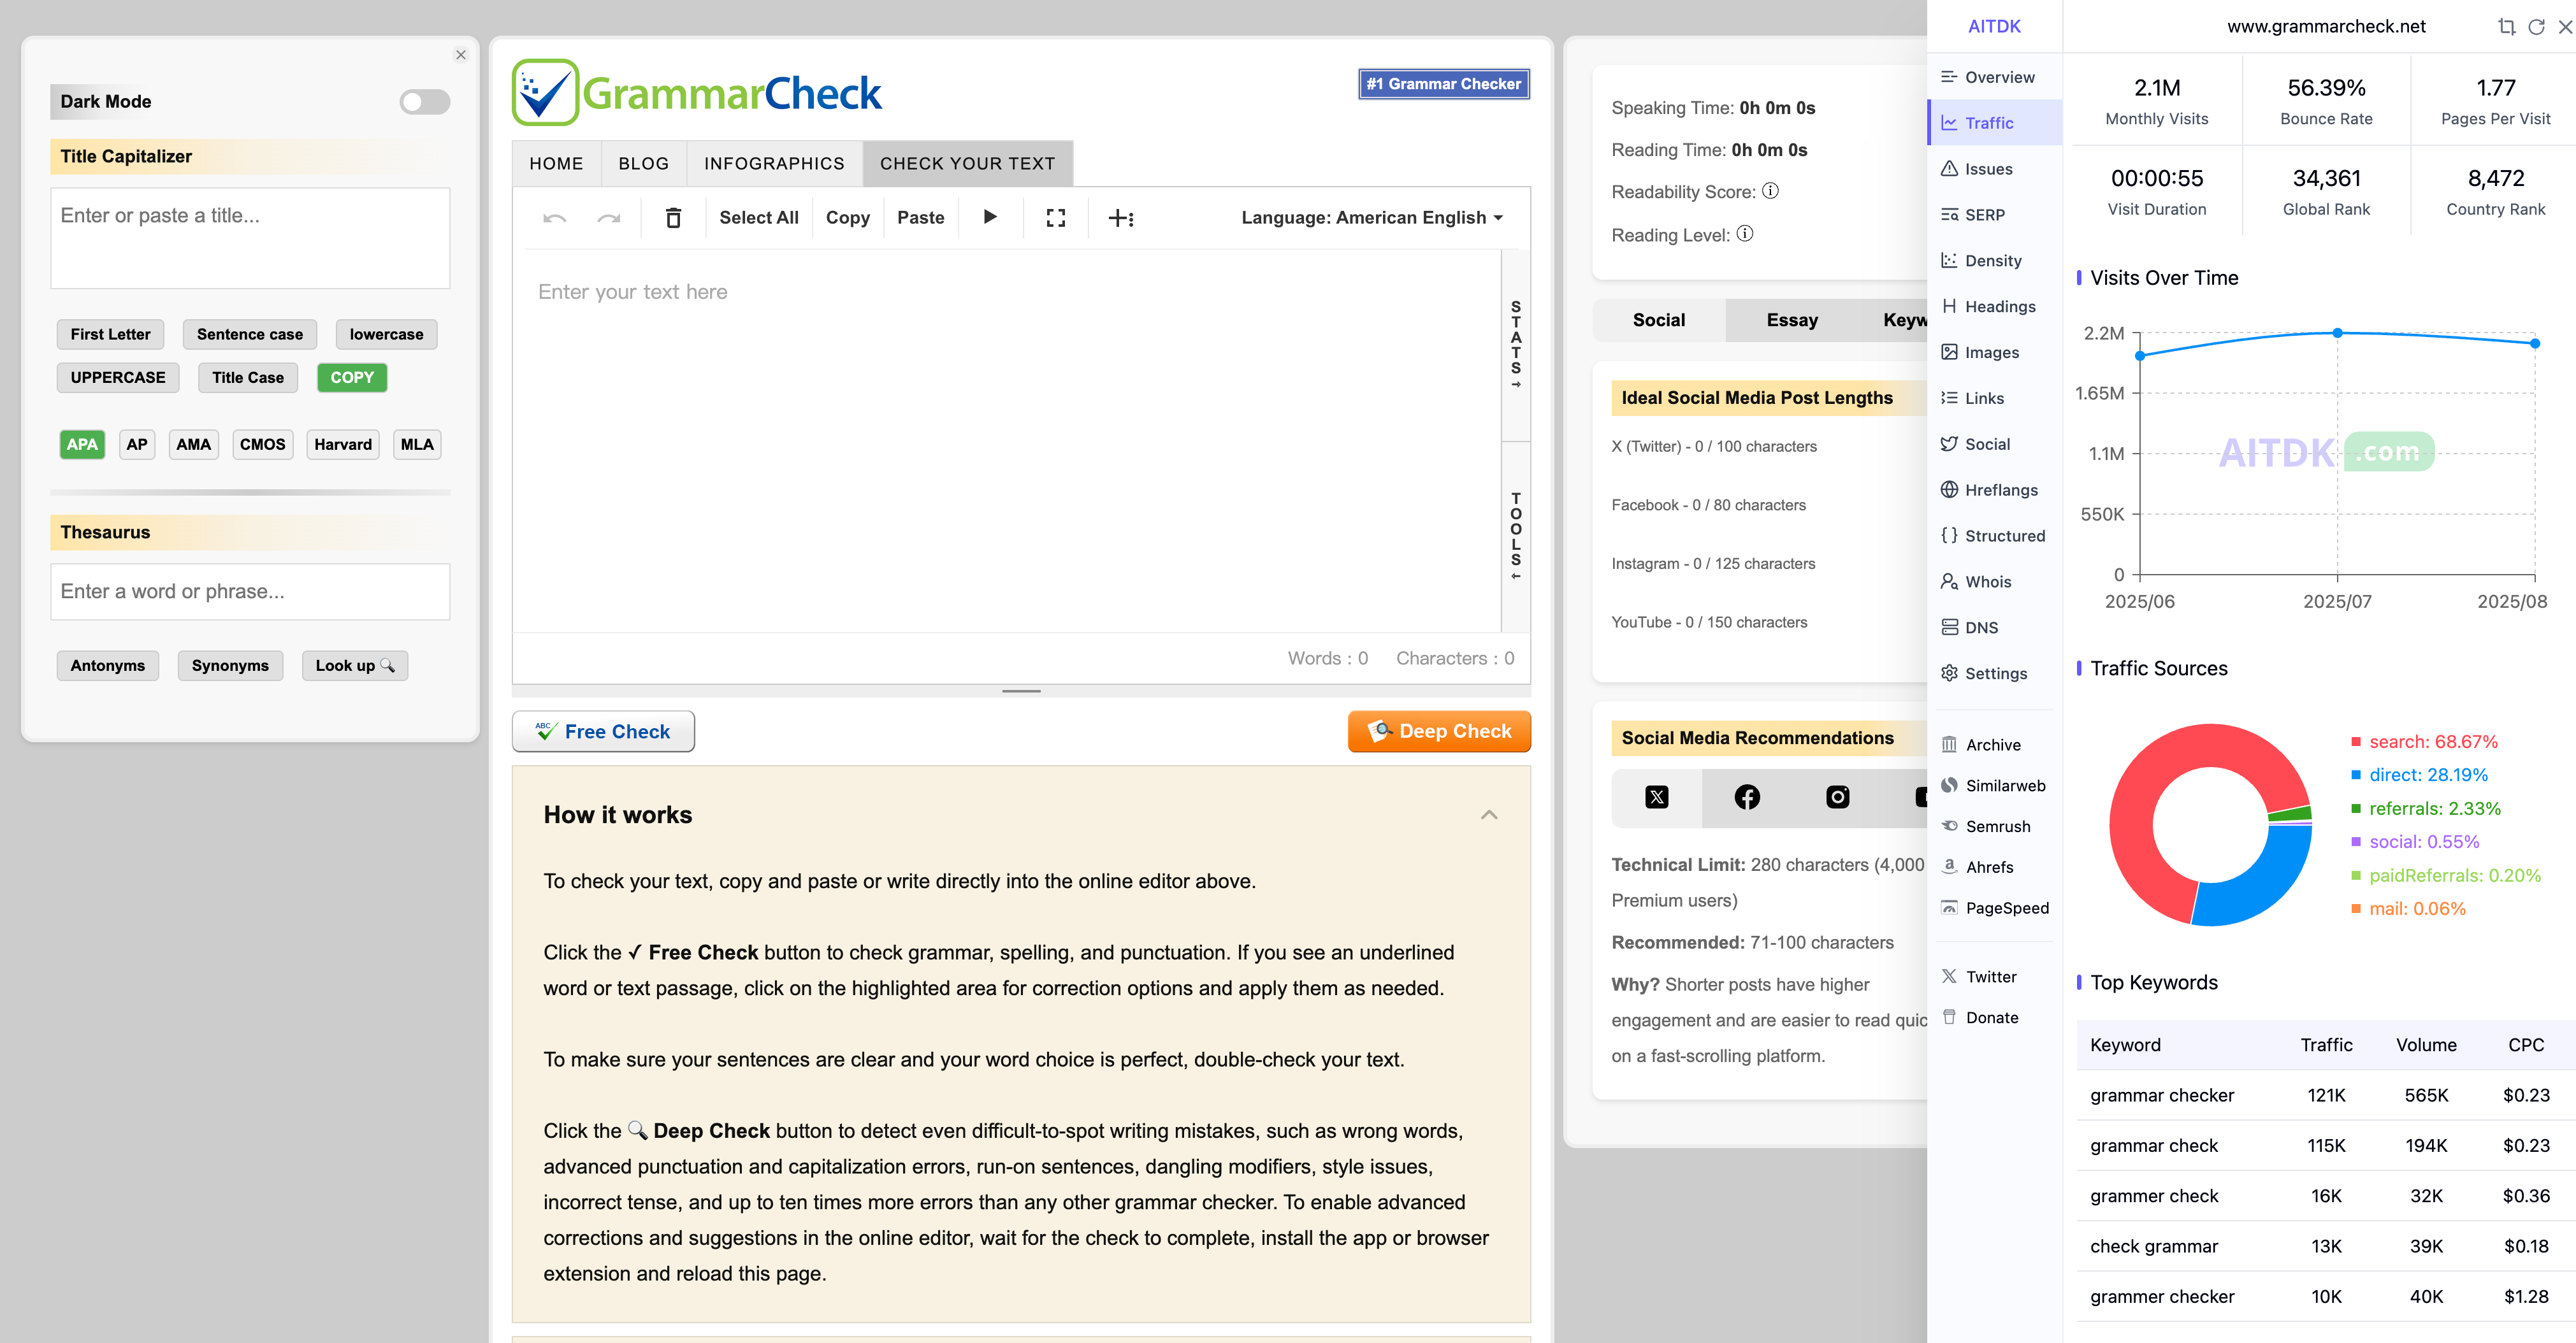 Dark Mode
Title Capitalizer
Enter or paste a title...
First Letter
Sentence case
lowercase
UPPERCASE
Title Case
COPY
APA
AP
AMA
CMOS
Harvard
MLA
Thesaurus
Enter a word or phrase...
Antonyms
Synonyms
Look up
GrammarCheck
#1 Grammar Checker
HOME
BLOG
INFOGRAPHICS
CHECK YOUR TEXT
Select All
Copy
Paste
Language: American English
Enter your text here
STATS
TOOLS
Words : 0
Characters : 0
ABC
Free Check
Deep Check
How it works
To check your text, copy and paste or write directly into the online editor above.
Click the ✓ Free Check button to check grammar, spelling, and punctuation. If you see an underlined
word or text passage, click on the highlighted area for correction options and apply them as needed.
To make sure your sentences are clear and your word choice is perfect, double-check your text.
Click the 🔍 Deep Check button to detect even difficult-to-spot writing mistakes, such as wrong words,
advanced punctuation and capitalization errors, run-on sentences, dangling modifiers, style issues,
incorrect tense, and up to ten times more errors than any other grammar checker. To enable advanced
corrections and suggestions in the online editor, wait for the check to complete, install the app or browser
extension and reload this page.
Speaking Time: 0h 0m 0s
Reading Time: 0h 0m 0s
Readability Score:
Reading Level:
Social
Essay
Keyw
Ideal Social Media Post Lengths
X (Twitter) - 0 / 100 characters
Facebook - 0 / 80 characters
Instagram - 0 / 125 characters
YouTube - 0 / 150 characters
Social Media Recommendations
Technical Limit: 280 characters (4,000
Premium users)
Recommended: 71-100 characters
Why? Shorter posts have higher
engagement and are easier to read quic
on a fast-scrolling platform.
AITDK
Overview
Traffic
Issues
SERP
Density
Headings
Images
Links
Social
Hreflangs
Structured
Whois
DNS
Settings
Archive
Similarweb
Semrush
Ahrefs
PageSpeed
Twitter
Donate
www.grammarcheck.net
2.1M
Monthly Visits
56.39%
Bounce Rate
1.77
Pages Per Visit
00:00:55
Visit Duration
34,361
Global Rank
8,472
Country Rank
Visits Over Time
2.2M
1.65M
1.1M
550K
0
2025/06
2025/07
2025/08
AITDK.com
Traffic Sources
search: 68.67%
direct: 28.19%
referrals: 2.33%
social: 0.55%
paidReferrals: 0.20%
mail: 0.06%
Top Keywords
Keyword Traffic Volume CPC
grammar checker 121K 565K $0.23
grammar check 115K 194K $0.23
grammer check 16K 32K $0.36
check grammar 13K 39K $0.18
grammer checker 10K 40K $1.28